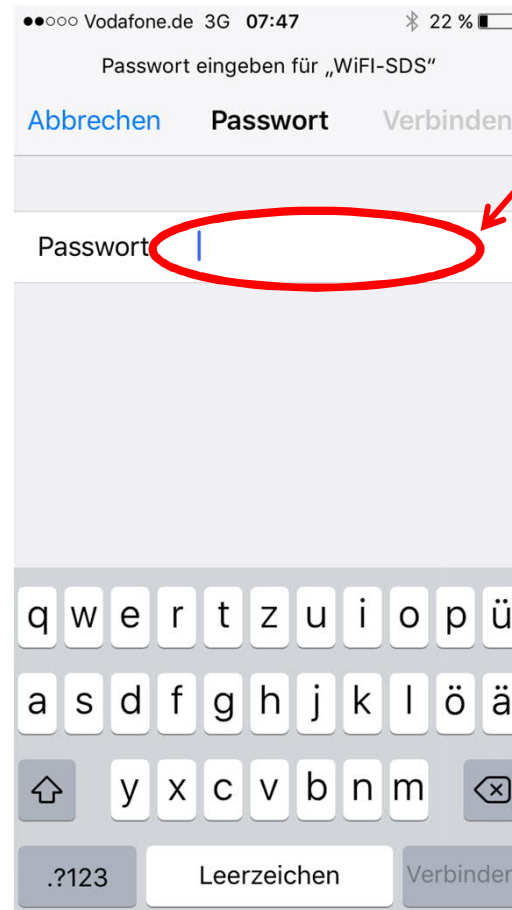 Vodafone.de 3G 07:47 22 %
Passwort eingeben für „WiFI-SDS“
Abbrechen Passwort Verbinden
Passwort
q w e r t z u i o p ü
a s d f g h j k l ö ä
y x c v b n m
.?123 Leerzeichen Verbinden